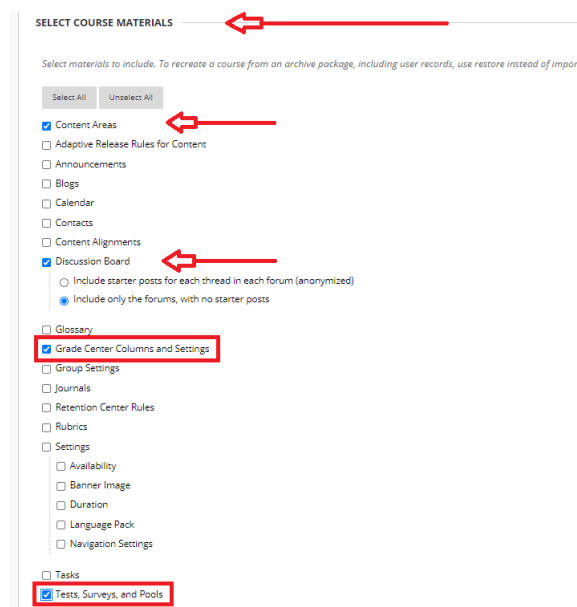 SELECT COURSE MATERIALS
Select materials to include. To recreate a course from an archive package, including user records, use restore instead of impor
Select All Unselect All
Content Areas
Adaptive Release Rules for Content
Announcements
Blogs
Calendar
Contacts
Content Alignments
Discussion Board
Include starter posts for each thread in each forum (anonymized)
Include only the forums, with no starter posts
Glossary
Grade Center Columns and Settings
Group Settings
Journals
Retention Center Rules
Rubrics
Settings
Availability
Banner Image
Duration
Language Pack
Navigation Settings
Tasks
Tests, Surveys, and Pools